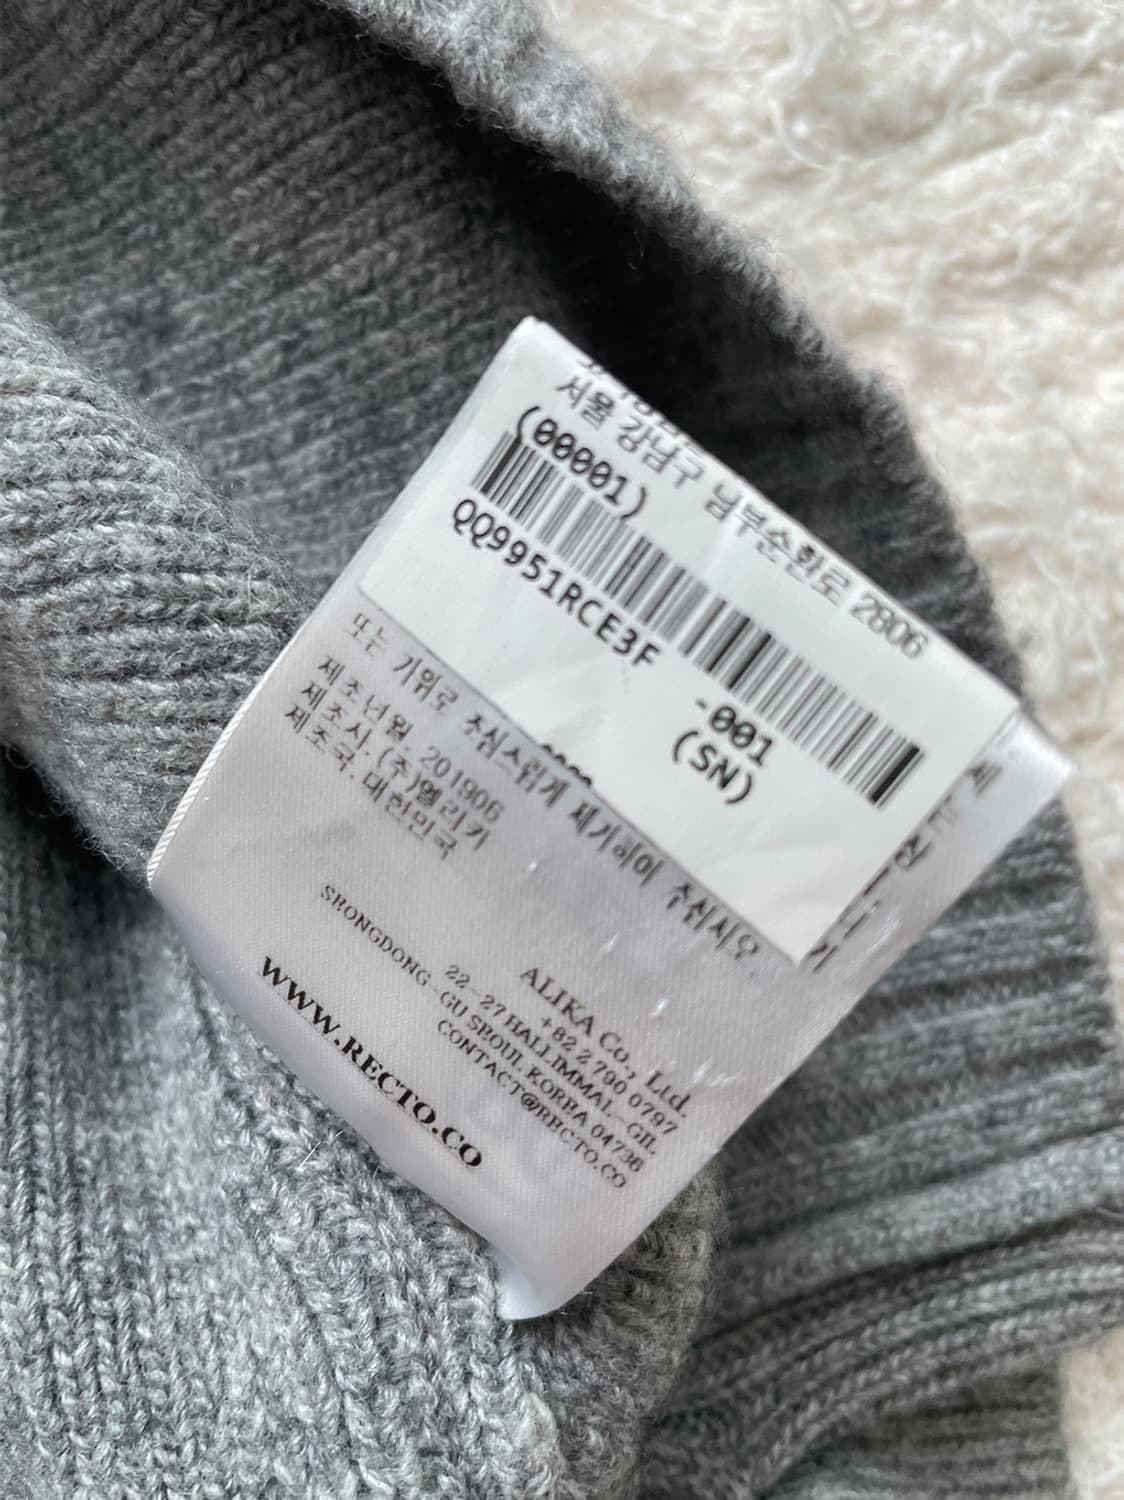 서울 강남구 남부순환로 2806
(00001)
QQ9951RCE3F
-001
(SN)
또는 기위로 조심스럽게 제거하여 주십시오.
제조년월. 201906
제조사. (주)엘리카
제조국. 대한민국
ALIKA Co., Ltd.
+82 2 790 0797
22-27 HALLIMMAL-GIL
SEONGDONG-GU SEOUL KOREA 04736
CONTACT@RECTO.CO
WWW.RECTO.CO